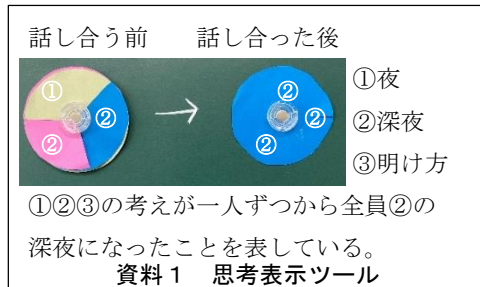 話し合う前 話し合った後
① ② ② ② ② ②
①夜
②深夜
③明け方
①②③の考えが一人ずつから全員②の
深夜になったことを表している。
資料1 思考表示ツール